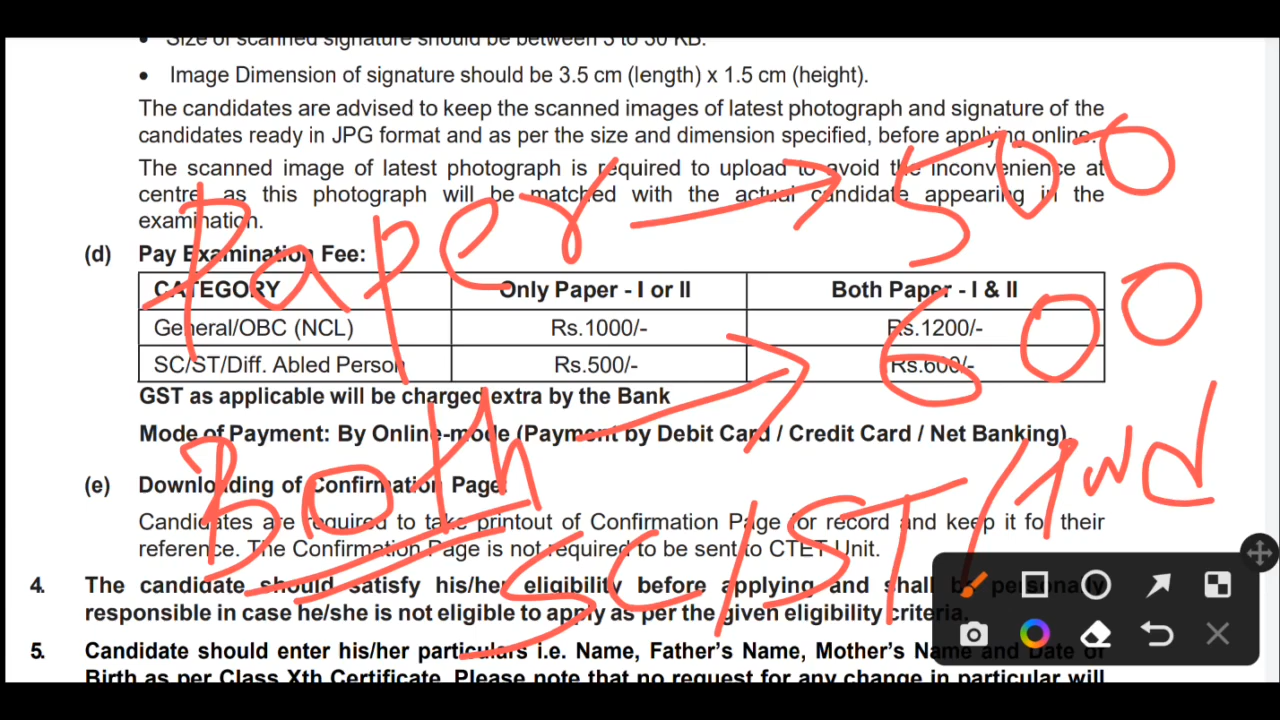 • Size of scanned signature should be between 3 to 30 KB.
• Image Dimension of signature should be 3.5 cm (length) x 1.5 cm (height).
The candidates are advised to keep the scanned images of latest photograph and signature of the
candidates ready in JPG format and as per the size and dimension specified, before applying online.
The scanned image of latest photograph is required to upload to avoid the inconvenience at
centre as this photograph will be matched with the actual candidate appearing in the
examination.
Paper → 500
(d) Pay Examination Fee:
CATEGORY Only Paper - I or II Both Paper - I & II
General/OBC (NCL) Rs.1000/- Rs.1200/-
SC/ST/Diff. Abled Person Rs.500/- Rs.600/-
GST as applicable will be charged extra by the Bank
Both → 600
Mode of Payment: By Online-mode (Payment by Debit Card / Credit Card / Net Banking)
(e) Downloading of Confirmation Page:
Candidates are required to take printout of Confirmation Page for record and keep it for their
reference. The Confirmation Page is not required to be sent to CTET Unit.
SC/ST/PwD
4. The candidate should satisfy his/her eligibility before applying and shall be personally
responsible in case he/she is not eligible to apply as per the given eligibility criteria.
5. Candidate should enter his/her particulars i.e. Name, Father's Name, Mother's Name and Date of
Birth as per Class Xth Certificate. Please note that no request for any change in particular will